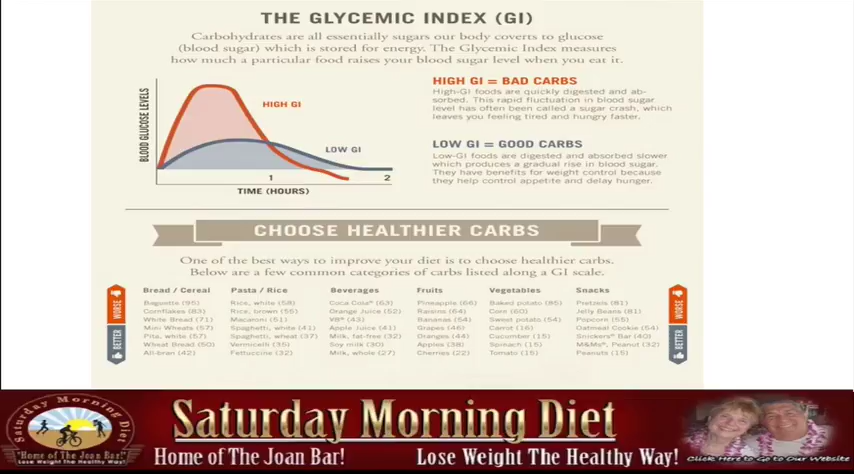 THE GLYCEMIC INDEX (GI)
Carbohydrates are all essentially sugars our body coverts to glucose
(blood sugar) which is stored for energy. The Glycemic Index measures
how much a particular food raises your blood sugar level when you eat it.
BLOOD GLUCOSE LEVELS
HIGH GI
LOW GI
1
2
TIME (HOURS)
HIGH GI = BAD CARBS
High-GI foods are quickly digested and ab-
sorbed. This rapid fluctuation in blood sugar
level has often been called a sugar crash, which
leaves you feeling tired and hungry faster.
LOW GI = GOOD CARBS
Low-GI foods are digested and absorbed slower
which produces a gradual rise in blood sugar.
They have benefits for weight control because
they help control appetite and delay hunger.
CHOOSE HEALTHIER CARBS
One of the best ways to improve your diet is to choose healthier carbs.
Below are a few common categories of carbs listed along a GI scale.
WORSE
BETTER
Bread / Cereal
Baguette (95)
Cornflakes (83)
White Bread (71)
Mini Wheats (57)
Pita, white (57)
Wheat Bread (50)
All-bran (42)
Pasta / Rice
Rice, white (58)
Rice, brown (55)
Macaroni (51)
Spaghetti, white (41)
Spaghetti, wheat (37)
Vermicelli (35)
Fettuccine (32)
Beverages
Coca Cola® (63)
Orange Juice (52)
V8® (43)
Apple Juice (41)
Milk, fat-free (32)
Soy milk (30)
Milk, whole (27)
Fruits
Pineapple (66)
Raisins (64)
Bananas (54)
Grapes (46)
Oranges (44)
Apples (38)
Cherries (22)
Vegetables
Baked potato (85)
Corn (60)
Sweet potato (54)
Carrot (16)
Cucumber (15)
Spinach (15)
Tomato (15)
Snacks
Pretzels (81)
Jelly Beans (81)
Popcorn (55)
Oatmeal Cookie (54)
Snickers® Bar (40)
M&Ms®, Peanut (32)
Peanuts (15)
WORSE
BETTER
Saturday Morning Diet
"Home of The Joan Bar!"
Lose Weight The Healthy Way!
Saturday Morning Diet
Home of The Joan Bar!
Lose Weight The Healthy Way!
Click Here to Go to Our Website